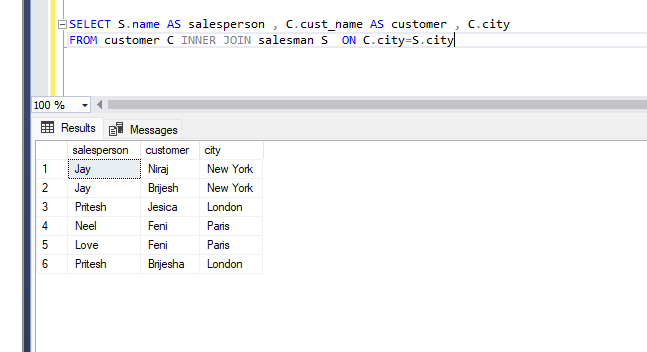 SELECT S.name AS salesperson , C.cust_name AS customer , C.city
FROM customer C INNER JOIN salesman S  ON C.city=S.city
100 %
Results Messages
salesperson customer city
1 Jay Niraj New York
2 Jay Brijesh New York
3 Pritesh Jesica London
4 Neel Feni Paris
5 Love Feni Paris
6 Pritesh Brijesha London